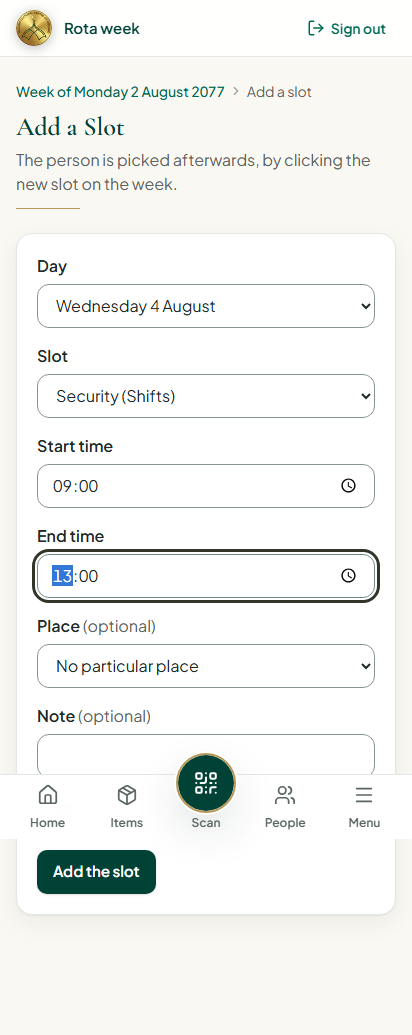 Rota week
Sign out
Week of Monday 2 August 2077 > Add a slot
Add a Slot
The person is picked afterwards, by clicking the
new slot on the week.
Day
Wednesday 4 August
Slot
Security (Shifts)
Start time
09:00
End time
13:00
Place (optional)
No particular place
Note (optional)
Home
Items
Scan
People
Menu
Add the slot